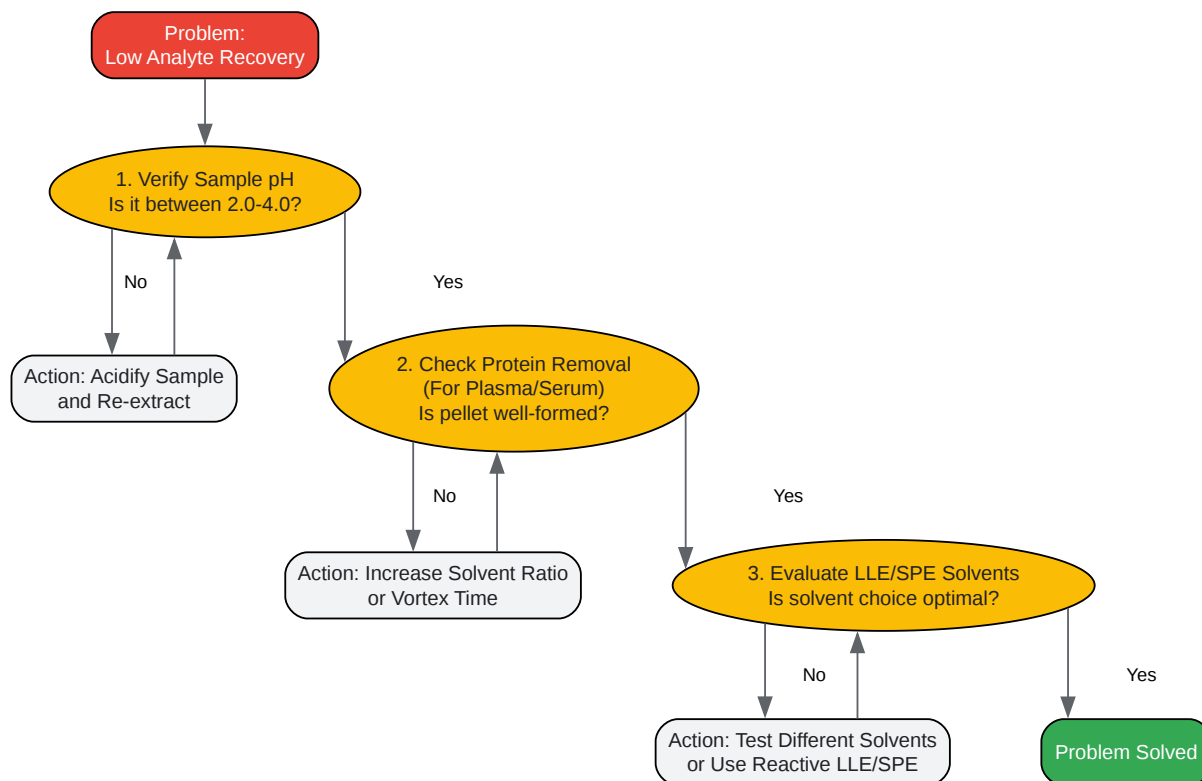 Problem:
Low Analyte Recovery
1. Verify Sample pH
Is it between 2.0-4.0?
No
Yes
Action: Acidify Sample
and Re-extract
2. Check Protein Removal
(For Plasma/Serum)
Is pellet well-formed?
No
Yes
Action: Increase Solvent Ratio
or Vortex Time
3. Evaluate LLE/SPE Solvents
Is solvent choice optimal?
No
Yes
Action: Test Different Solvents
or Use Reactive LLE/SPE
Problem Solved